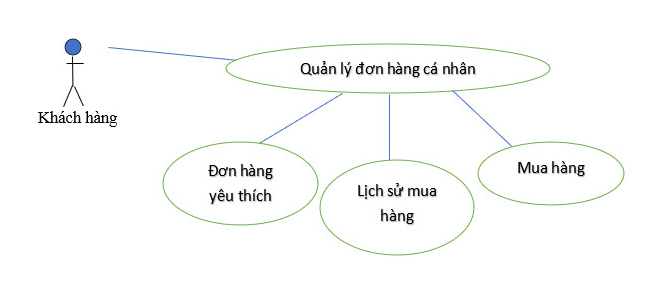 Quản lý đơn hàng cá nhân
Khách hàng
Đơn hàng
yêu thích
Lịch sử mua
hàng
Mua hàng